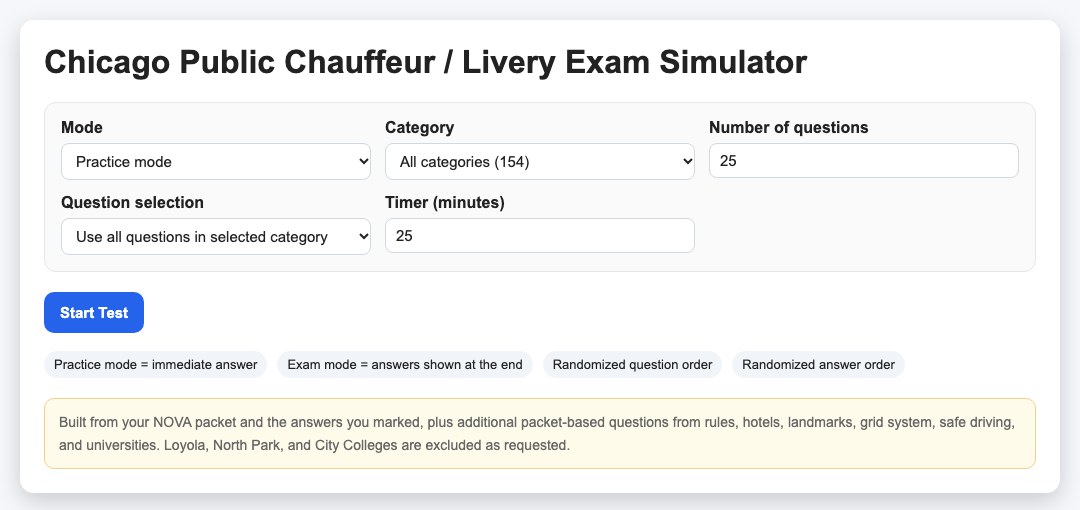 Chicago Public Chauffeur / Livery Exam Simulator
Mode
Category
Number of questions
Practice mode
All categories (154)
25
Question selection
Timer (minutes)
Use all questions in selected category
25
Start Test
Practice mode = immediate answer
Exam mode = answers shown at the end
Randomized question order
Randomized answer order
Built from your NOVA packet and the answers you marked, plus additional packet-based questions from rules, hotels, landmarks, grid system, safe driving,
and universities. Loyola, North Park, and City Colleges are excluded as requested.